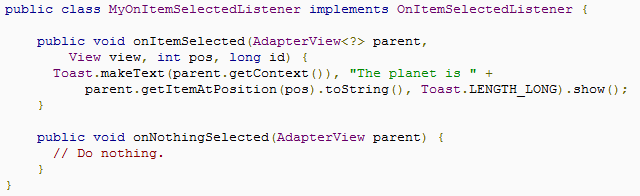 public class MyOnItemSelectedListener implements OnItemSelectedListener {
public void onItemSelected(AdapterView<?> parent,
View view, int pos, long id) {
Toast.makeText(parent.getContext()), "The planet is " +
parent.getItemAtPosition(pos).toString(), Toast.LENGTH_LONG).show();
}
public void onNothingSelected(AdapterView parent) {
// Do nothing.
}
}